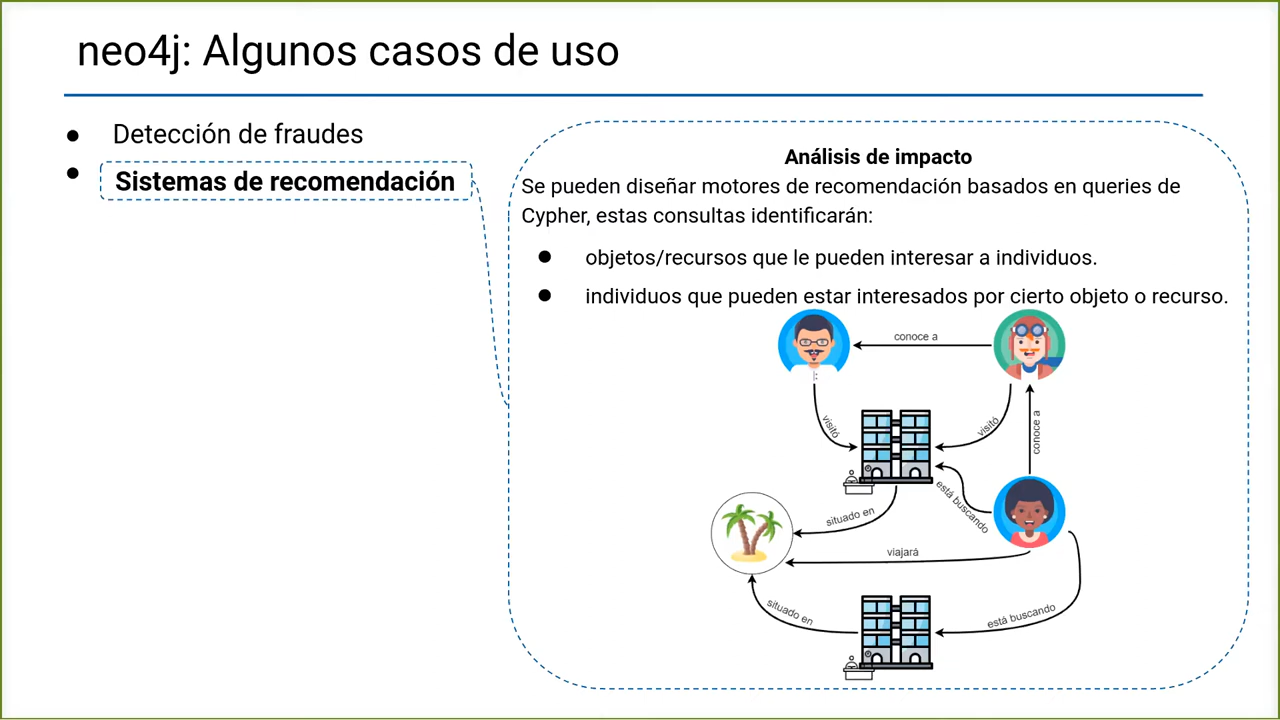 neo4j: Algunos casos de uso
● Detección de fraudes
● Sistemas de recomendación
Análisis de impacto
Se pueden diseñar motores de recomendación basados en queries de
Cypher, estas consultas identificarán:
● objetos/recursos que le pueden interesar a individuos.
● individuos que pueden estar interesados por cierto objeto o recurso.
conoce a
visitó
visitó
conoce a
está buscando
situado en
viajará
situado en
está buscando